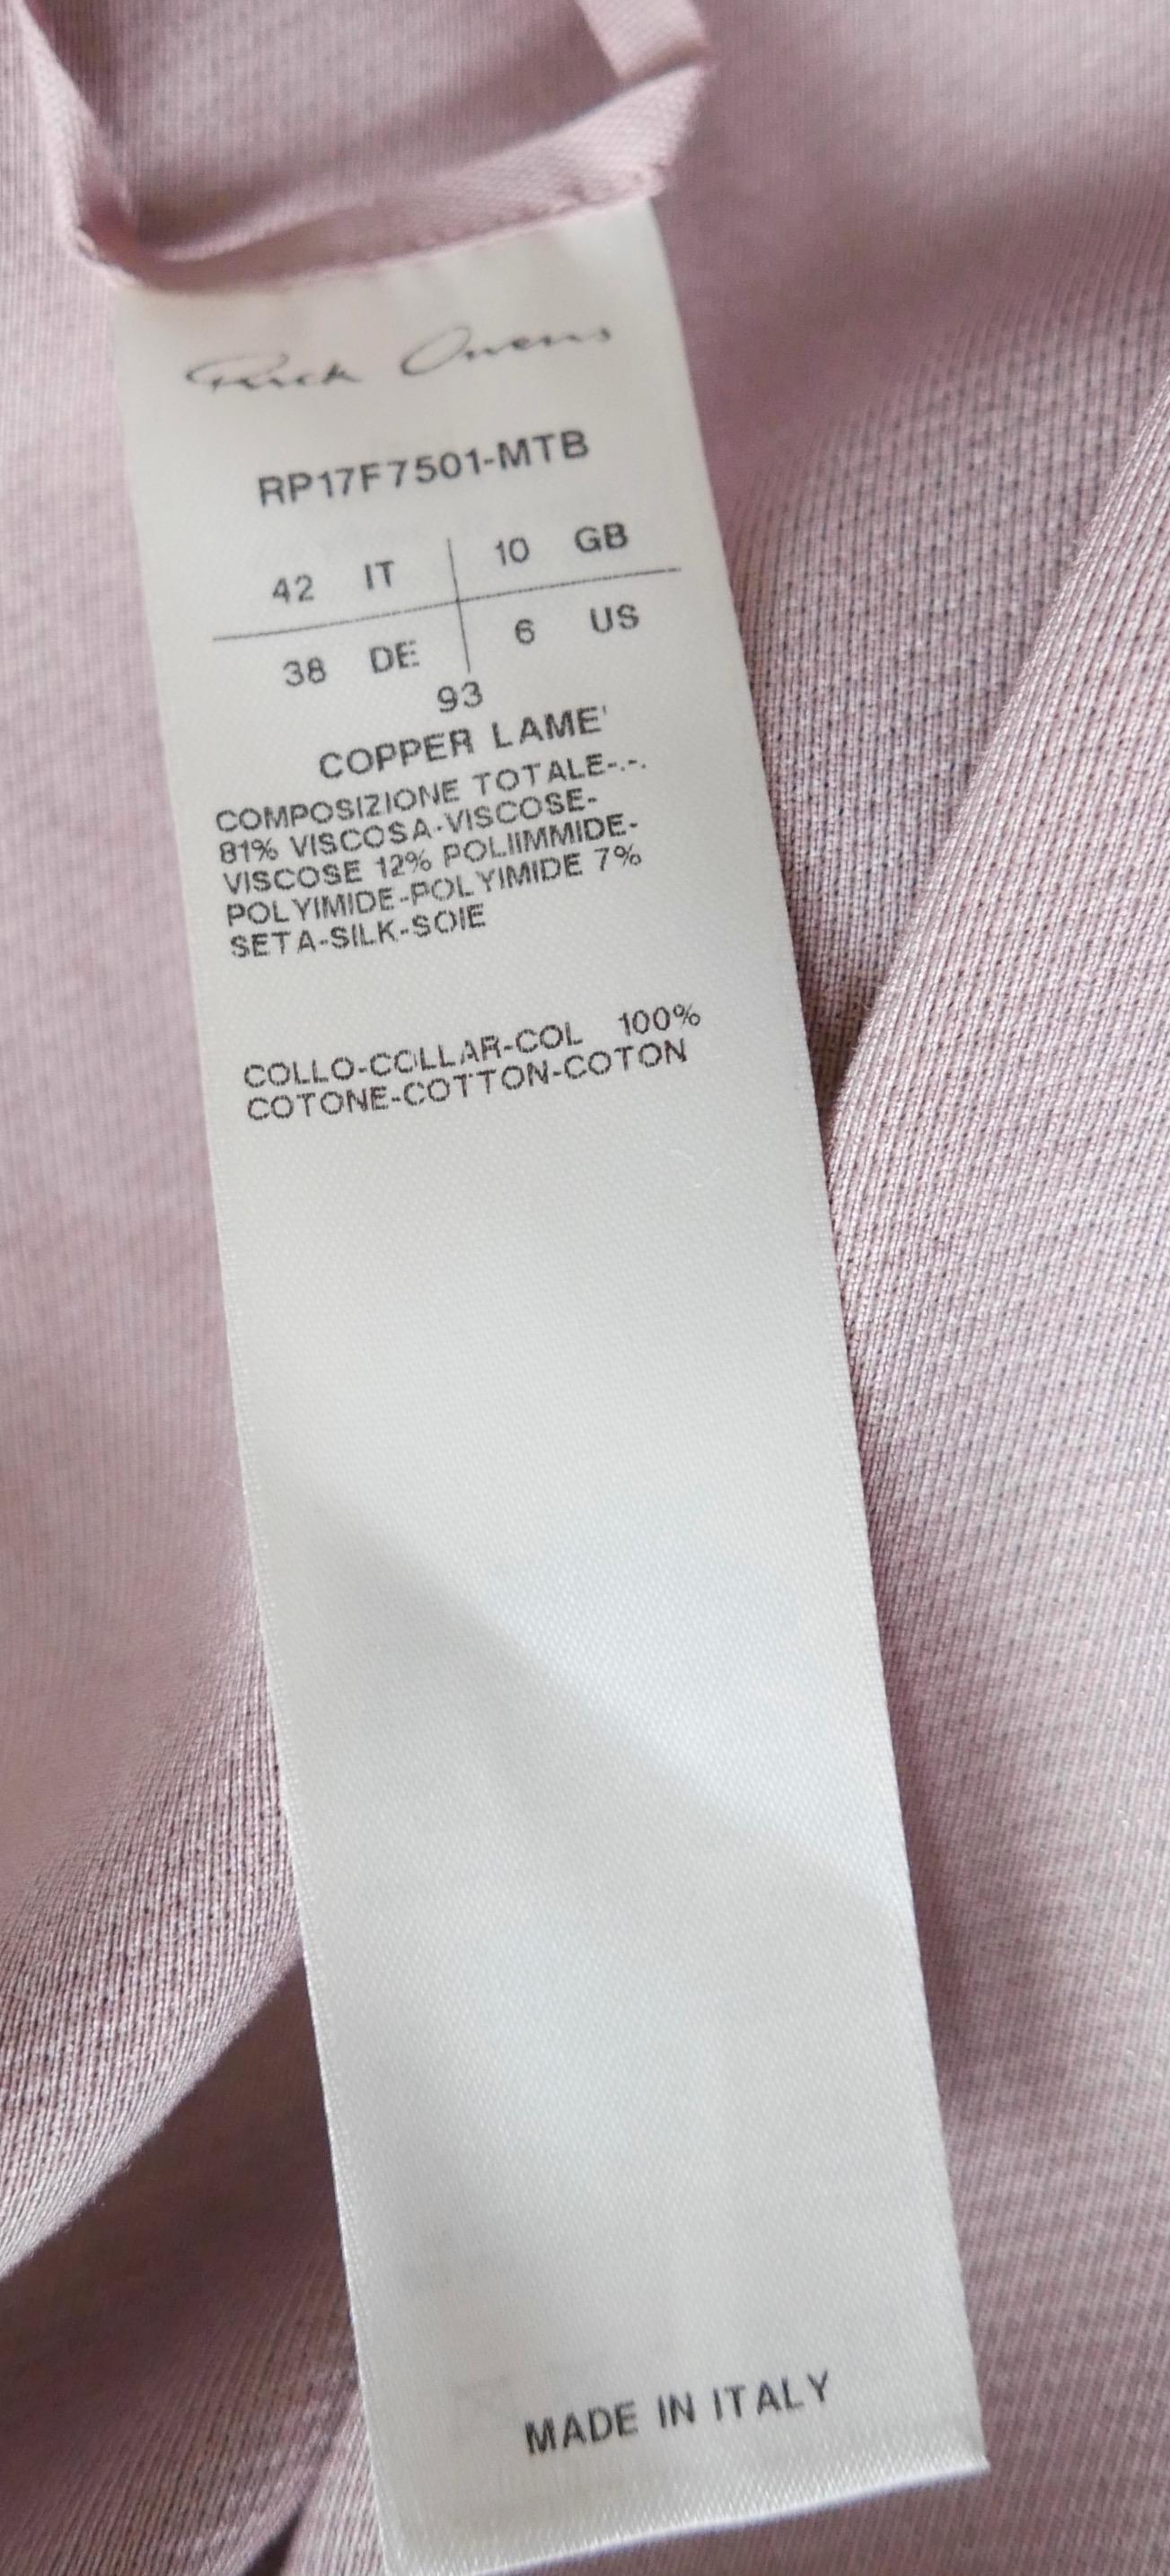 Rick Owens
RP17F7501-MTB
42 IT 10 GB
38 DE 6 US
93
COPPER LAME'
COMPOSIZIONE TOTALE-.-.
81% VISCOSA-VISCOSE-
VISCOSE 12% POLIIMMIDE-
POLYIMIDE-POLYIMIDE 7%
SETA-SILK-SOIE
COLLO-COLLAR-COL 100%
COTONE-COTTON-COTON
MADE IN ITALY